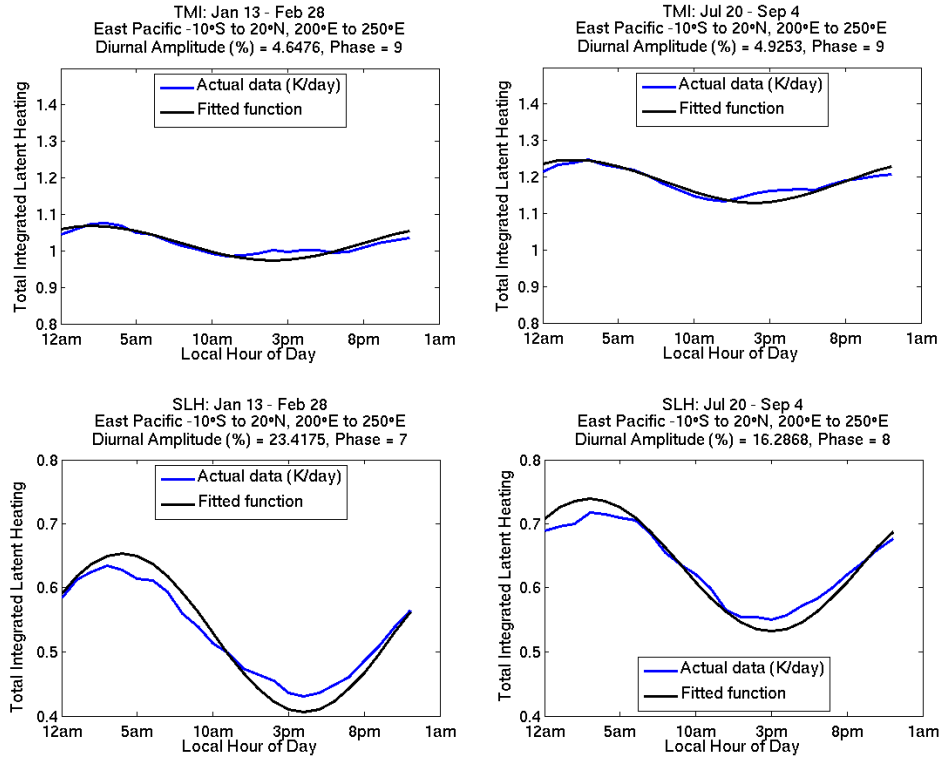 TMI: Jan 13 - Feb 28
East Pacific -10°S to 20°N, 200°E to 250°E
Diurnal Amplitude (%) = 4.6476, Phase = 9
Total Integrated Latent Heating
1.4
1.3
1.2
1.1
1
0.9
0.8
Actual data (K/day)
Fitted function
12am
5am
10am
3pm
8pm
1am
Local Hour of Day
TMI: Jul 20 - Sep 4
East Pacific -10°S to 20°N, 200°E to 250°E
Diurnal Amplitude (%) = 4.9253, Phase = 9
Total Integrated Latent Heating
1.4
1.3
1.2
1.1
1
0.9
0.8
Actual data (K/day)
Fitted function
12am
5am
10am
3pm
8pm
1am
Local Hour of Day
SLH: Jan 13 - Feb 28
East Pacific -10°S to 20°N, 200°E to 250°E
Diurnal Amplitude (%) = 23.4175, Phase = 7
Total Integrated Latent Heating
0.8
0.7
0.6
0.5
0.4
Actual data (K/day)
Fitted function
12am
5am
10am
3pm
8pm
1am
Local Hour of Day
SLH: Jul 20 - Sep 4
East Pacific -10°S to 20°N, 200°E to 250°E
Diurnal Amplitude (%) = 16.2868, Phase = 8
Total Integrated Latent Heating
0.8
0.7
0.6
0.5
0.4
Actual data (K/day)
Fitted function
12am
5am
10am
3pm
8pm
1am
Local Hour of Day